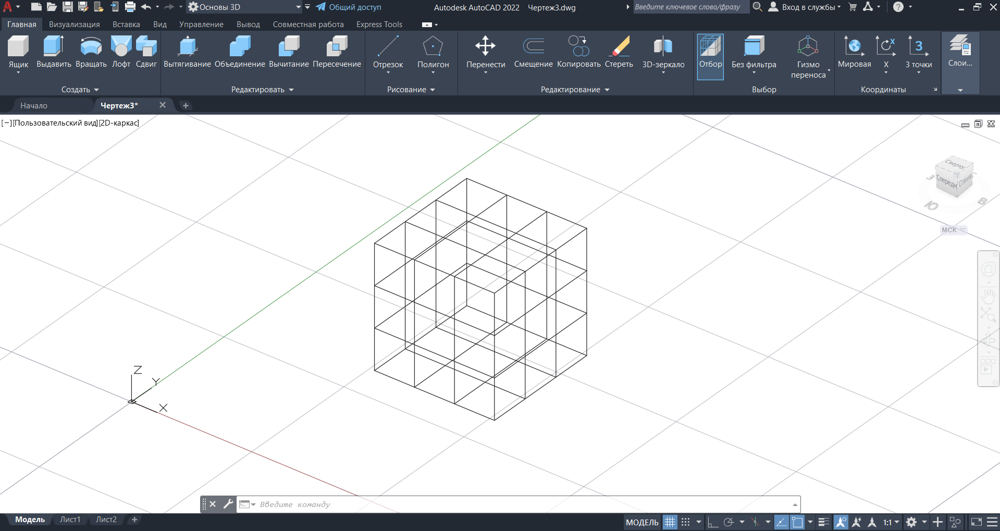 Основы 3D
Общий доступ
Autodesk AutoCAD 2022 Чертеж3.dwg
Введите ключевое слово/фразу
Вход в службы
Главная Визуализация Вставка Вид Управление Вывод Совместная работа Express Tools
Ящик Выдавить Вращать Лофт Сдвиг Вытягивание Объединение Вычитание Пересечение Отрезок Полигон Перенести Смещение Копировать Стереть 3D-зеркало Отбор Без фильтра Гизмо переноса Мировая X 3 точки Слои...
Создать Редактировать Рисование Редактирование Выбор Координаты
Начало Чертеж3*
[−][Пользовательский вид][2D-каркас]
Сверху
Спереди Справа
З
Ю В
МСК
Z
Y
X
Введите команду
Модель Лист1 Лист2
МОДЕЛЬ
1:1